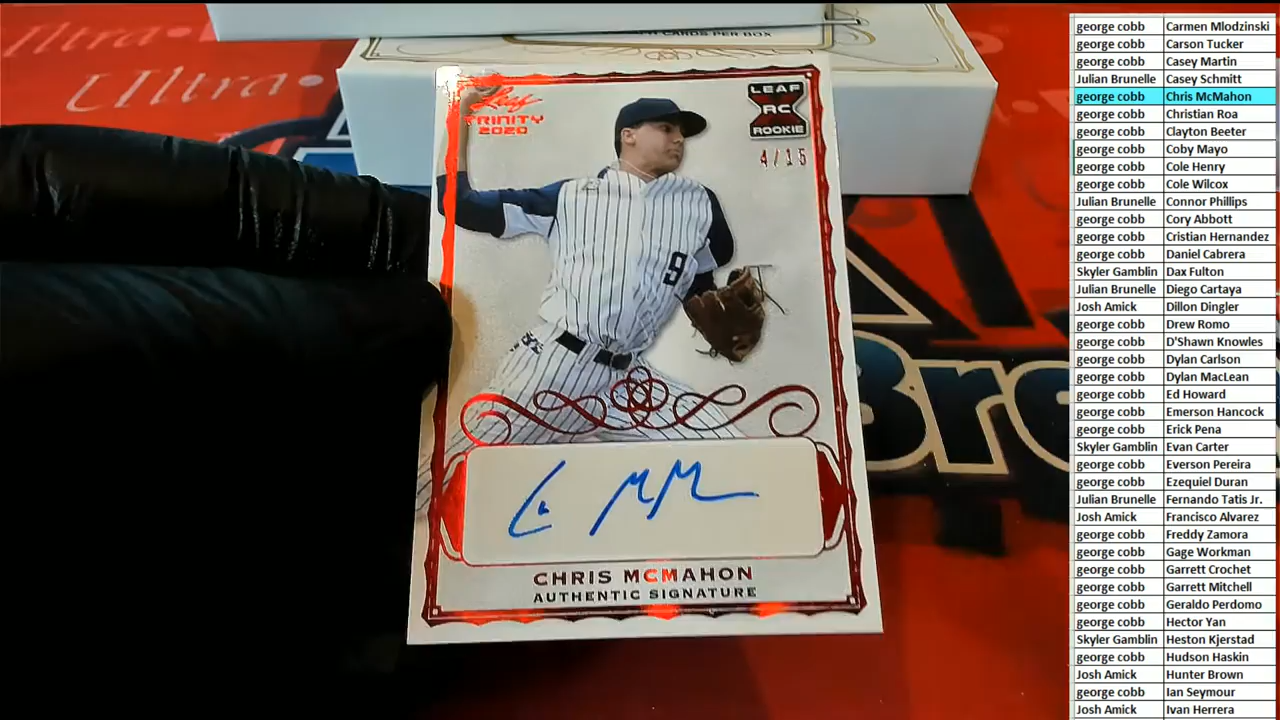 CARDS PER BOX
Ultra
Ultra
Leaf
TRINITY
2020
LEAF
RC
ROOKIE
4/15
9
CHRIS MCMAHON
AUTHENTIC SIGNATURE
Bre
george cobb Carmen Mlodzinski
george cobb Carson Tucker
george cobb Casey Martin
Julian Brunelle Casey Schmitt
george cobb Chris McMahon
george cobb Christian Roa
george cobb Clayton Beeter
george cobb Coby Mayo
george cobb Cole Henry
george cobb Cole Wilcox
Julian Brunelle Connor Phillips
george cobb Cory Abbott
george cobb Cristian Hernandez
george cobb Daniel Cabrera
Skyler Gamblin Dax Fulton
Julian Brunelle Diego Cartaya
Josh Amick Dillon Dingler
george cobb Drew Romo
george cobb D'Shawn Knowles
george cobb Dylan Carlson
george cobb Dylan MacLean
george cobb Ed Howard
george cobb Emerson Hancock
george cobb Erick Pena
Skyler Gamblin Evan Carter
george cobb Everson Pereira
george cobb Ezequiel Duran
Julian Brunelle Fernando Tatis Jr.
Josh Amick Francisco Alvarez
george cobb Freddy Zamora
george cobb Gage Workman
george cobb Garrett Crochet
george cobb Garrett Mitchell
george cobb Geraldo Perdomo
george cobb Hector Yan
Skyler Gamblin Heston Kjerstad
george cobb Hudson Haskin
Josh Amick Hunter Brown
george cobb Ian Seymour
Josh Amick Ivan Herrera